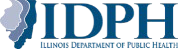 IDPH
ILLINOIS DEPARTMENT OF PUBLIC HEALTH